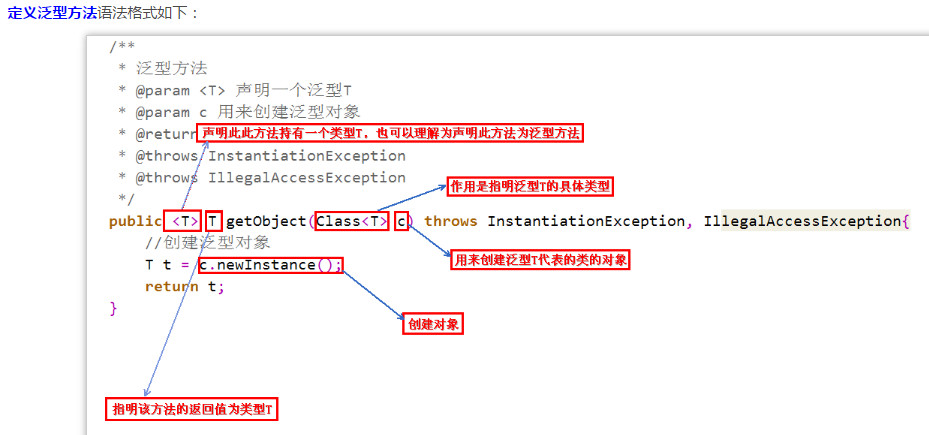 定义泛型方法语法格式如下：
/**
* 泛型方法
* @param <T> 声明一个泛型T
* @param c 用来创建泛型对象
* @return 声明此此方法持有一个类型T，也可以理解为声明此方法为泛型方法
* @throws InstantiationException
* @throws IllegalAccessException
*/
作用是指明泛型T的具体类型
public <T> T getObject(Class<T> c) throws InstantiationException, IllegalAccessException{
//创建泛型对象
用来创建泛型T代表的类的对象
T t = c.newInstance();
return t;
}
创建对象
指明该方法的返回值为类型T